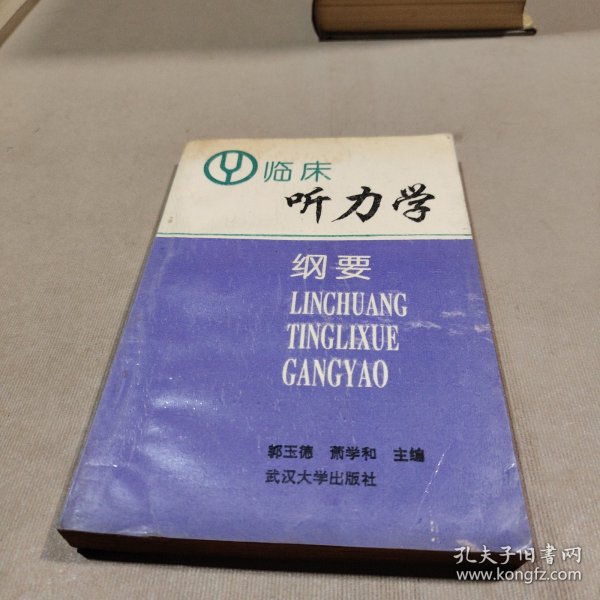 临床
听力学
纲要
LINCHUANG
TINGLIXUE
GANGYAO
郭玉德 萧学和 主编
武汉大学出版社
孔夫子旧书网
www.kongfz.com